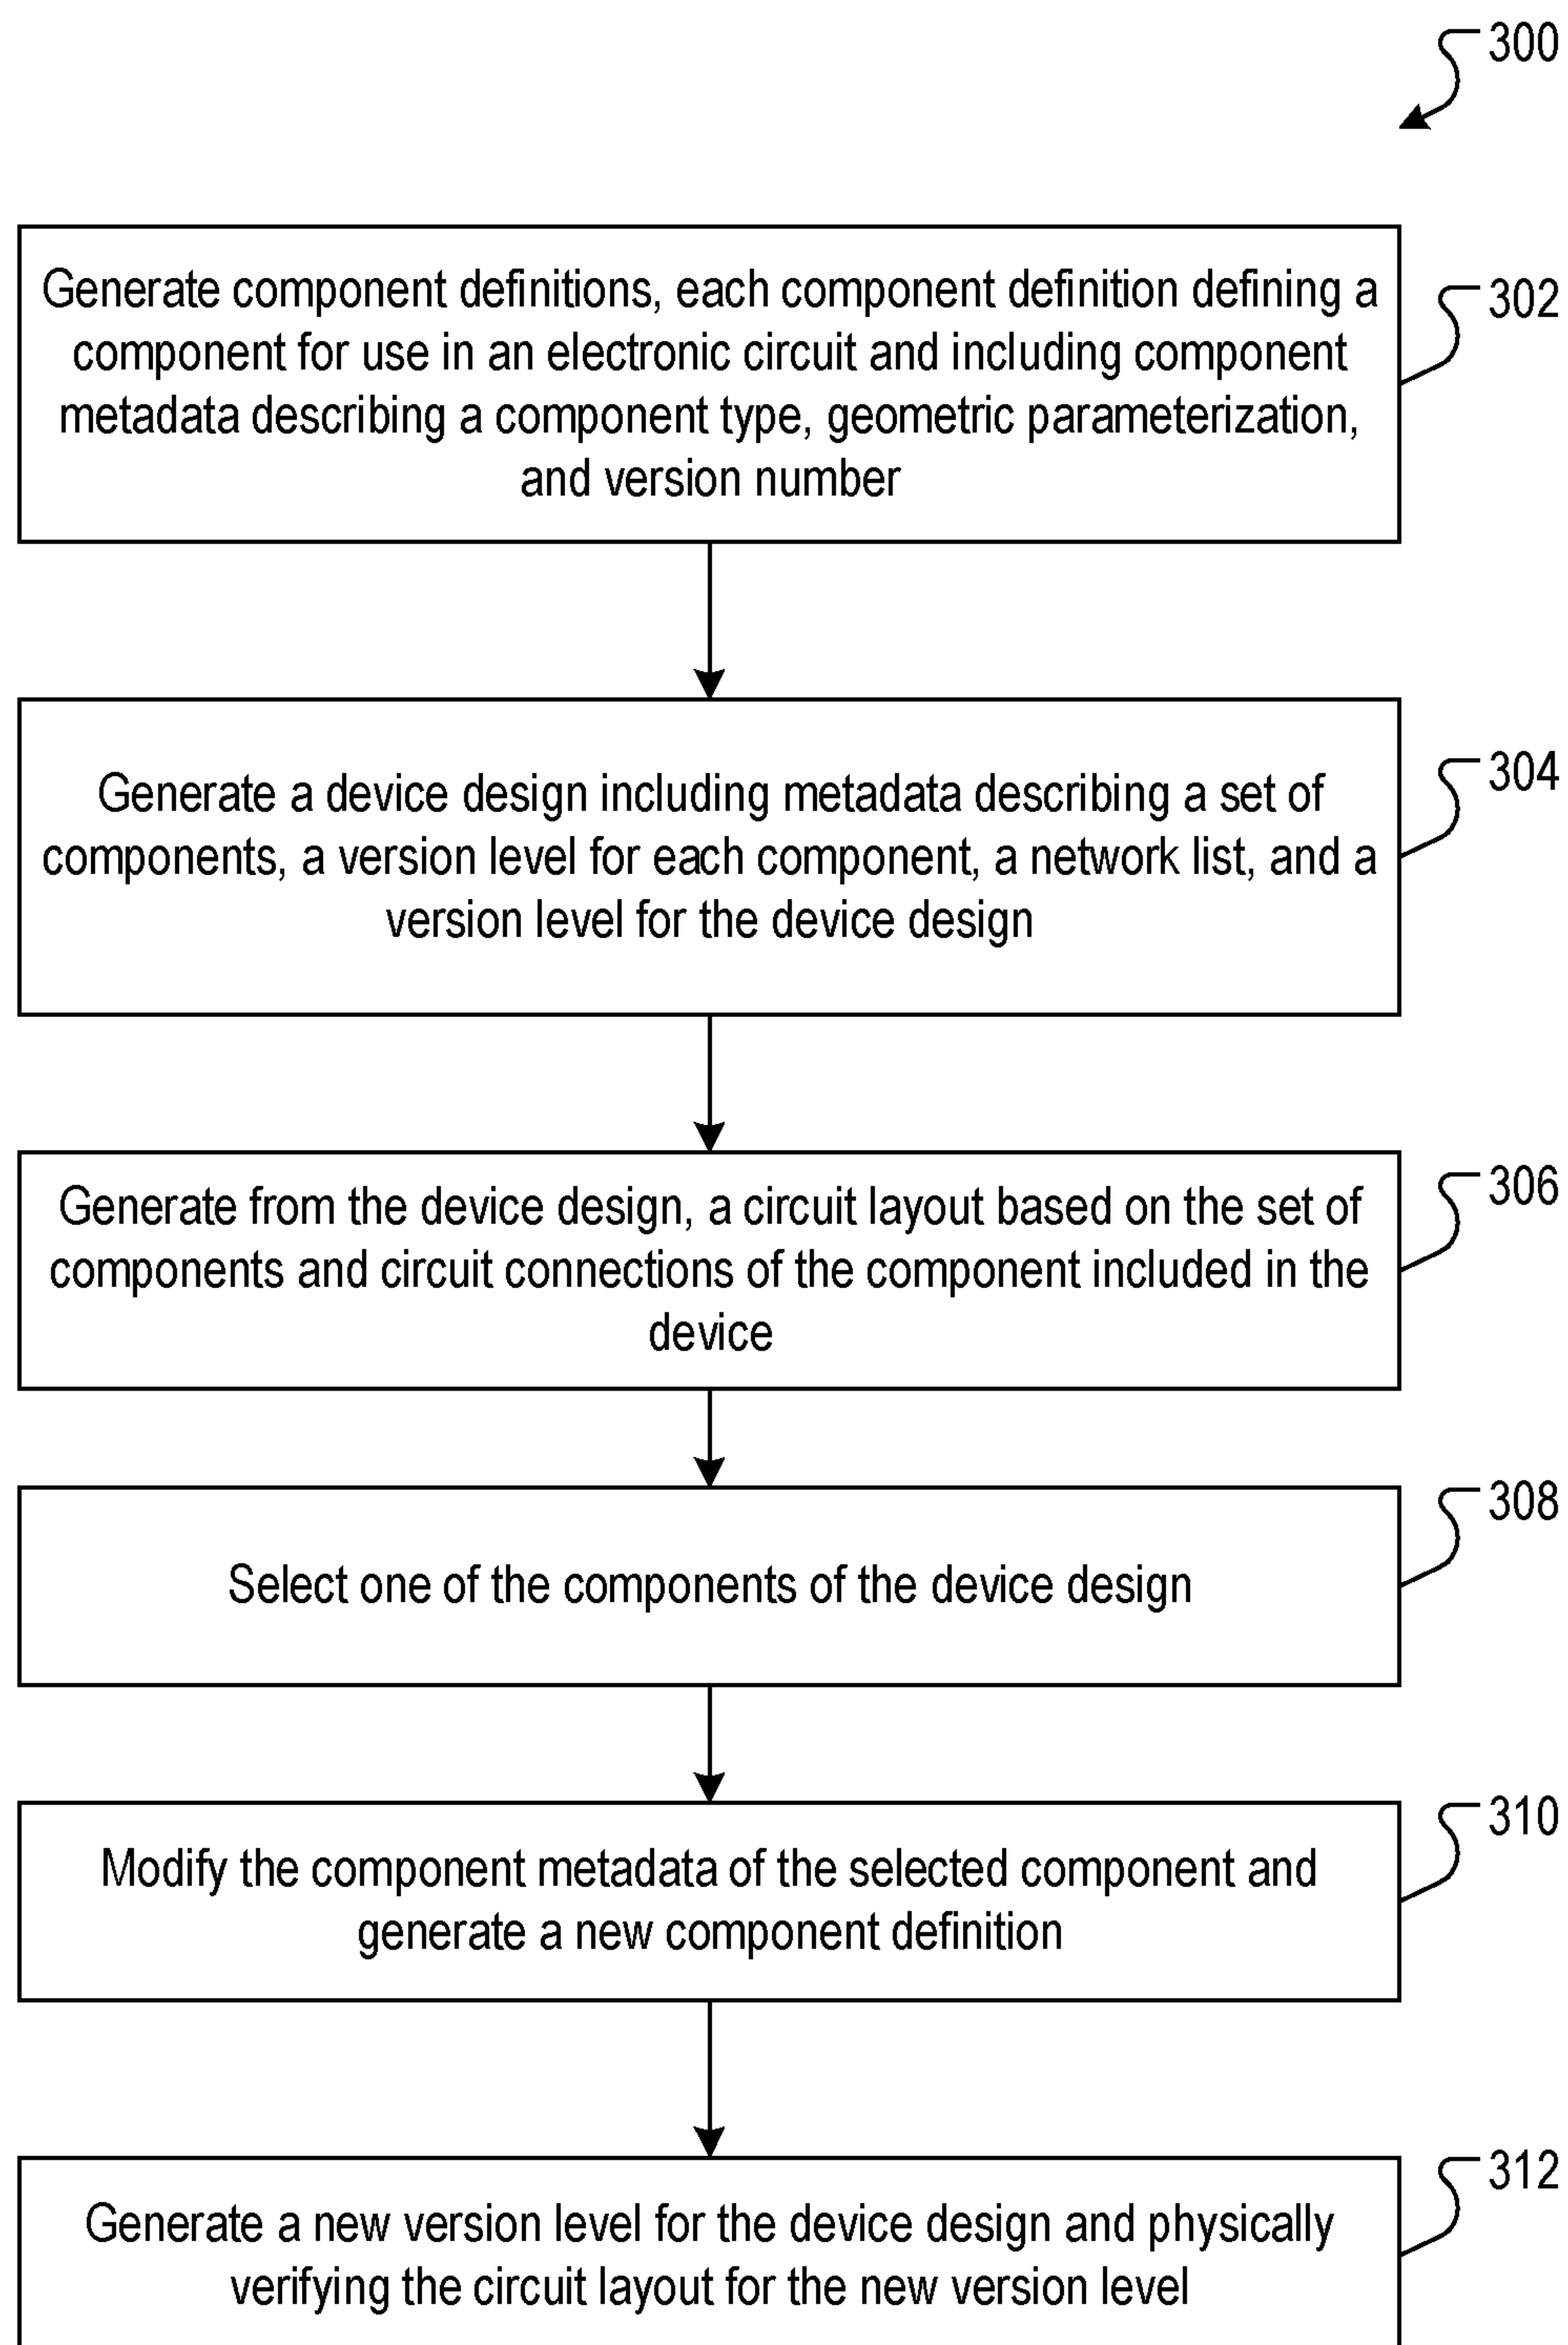 300
Generate component definitions, each component definition defining a
component for use in an electronic circuit and including component
metadata describing a component type, geometric parameterization,
and version number
302
Generate a device design including metadata describing a set of
components, a version level for each component, a network list, and a
version level for the device design
304
Generate from the device design, a circuit layout based on the set of
components and circuit connections of the component included in the
device
306
Select one of the components of the device design
308
Modify the component metadata of the selected component and
generate a new component definition
310
Generate a new version level for the device design and physically
verifying the circuit layout for the new version level
312